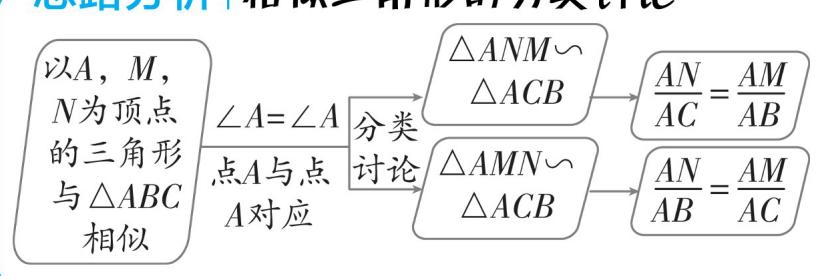 以A，M，
N为顶点
的三角形
与△ABC
相似
∠A=∠A
点A与点
A对应
分类
讨论
△ANM∽
△ACB
AN/AC=AM/AB
△AMN∽
△ACB
AN/AB=AM/AC